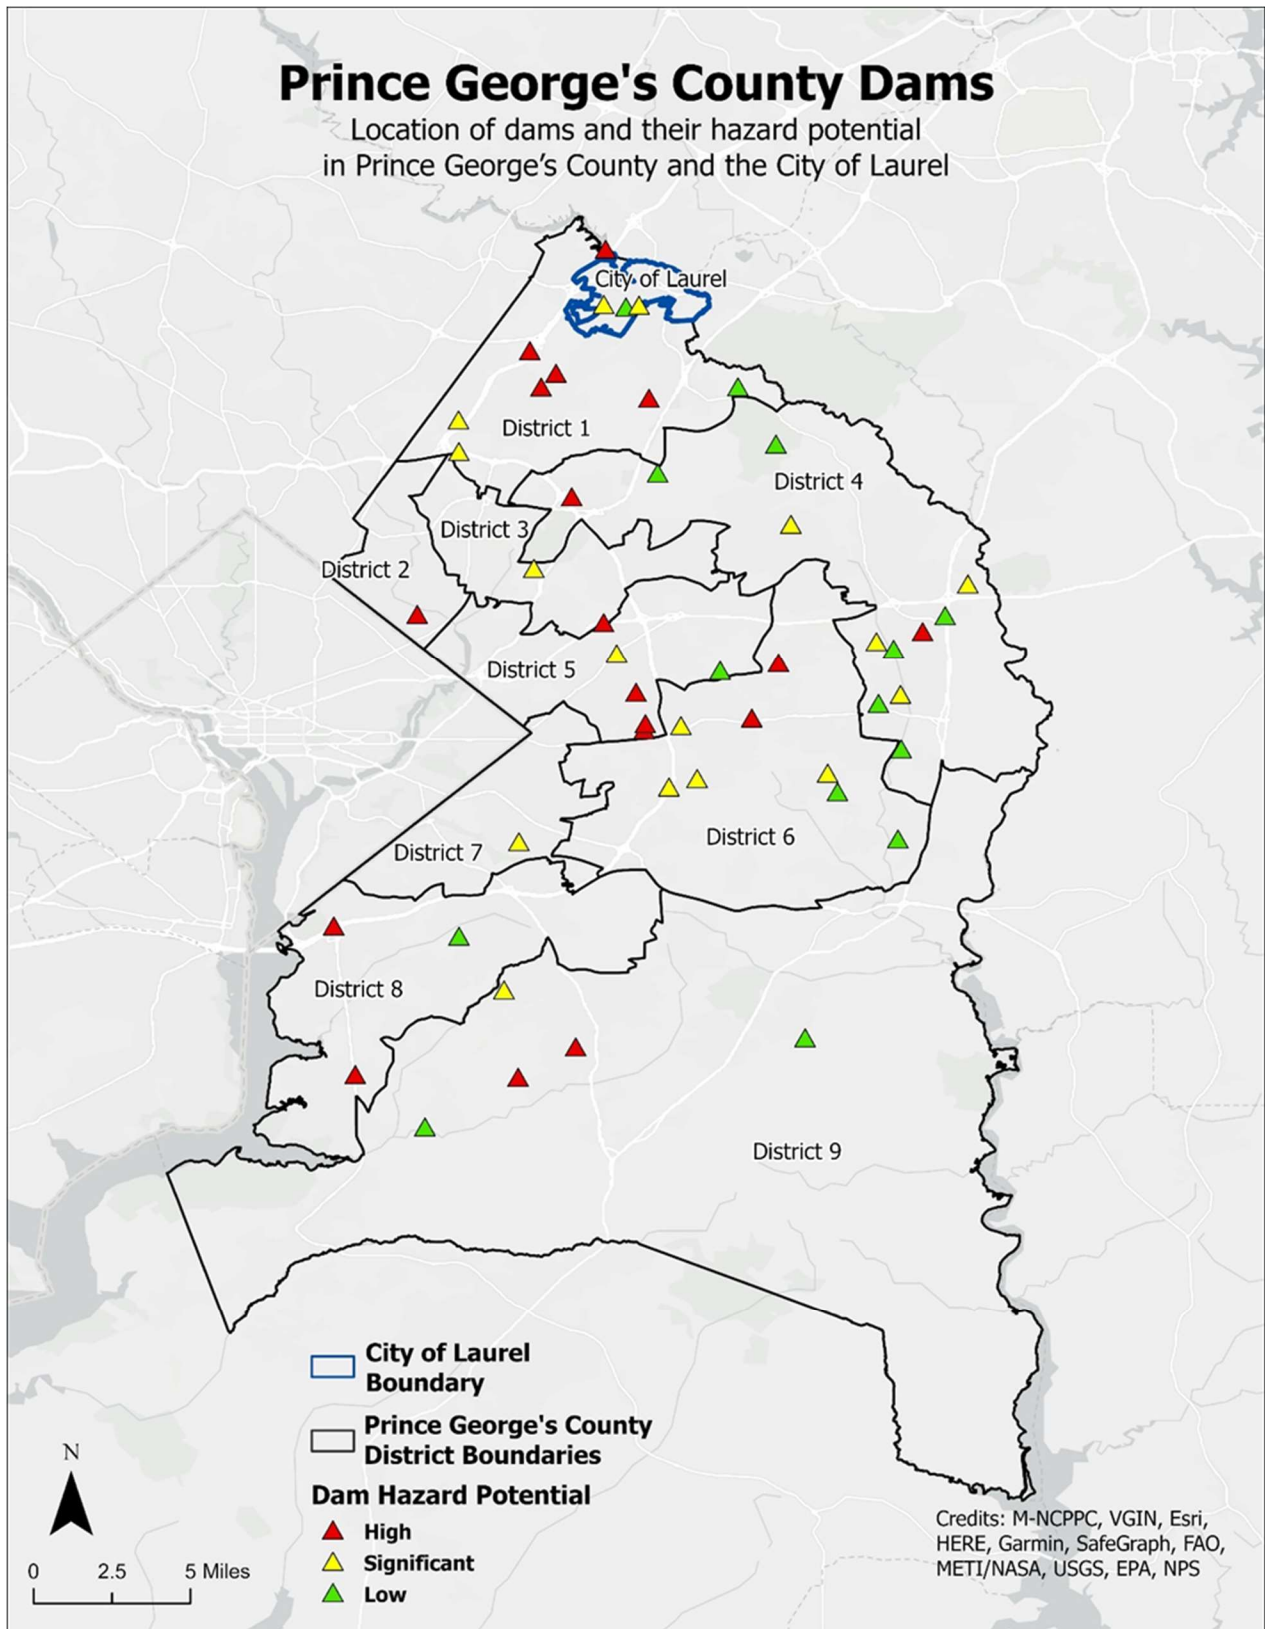 Prince George's County Dams
Location of dams and their hazard potential
in Prince George’s County and the City of Laurel
City of Laurel
District 1
District 4
District 3
District 2
District 5
District 6
District 7
District 8
District 9
City of Laurel
Boundary
Prince George's County
District Boundaries
Dam Hazard Potential
High
Significant
Low
N
0 2.5 5 Miles
Credits: M-NCPPC, VGIN, Esri,
HERE, Garmin, SafeGraph, FAO,
METI/NASA, USGS, EPA, NPS